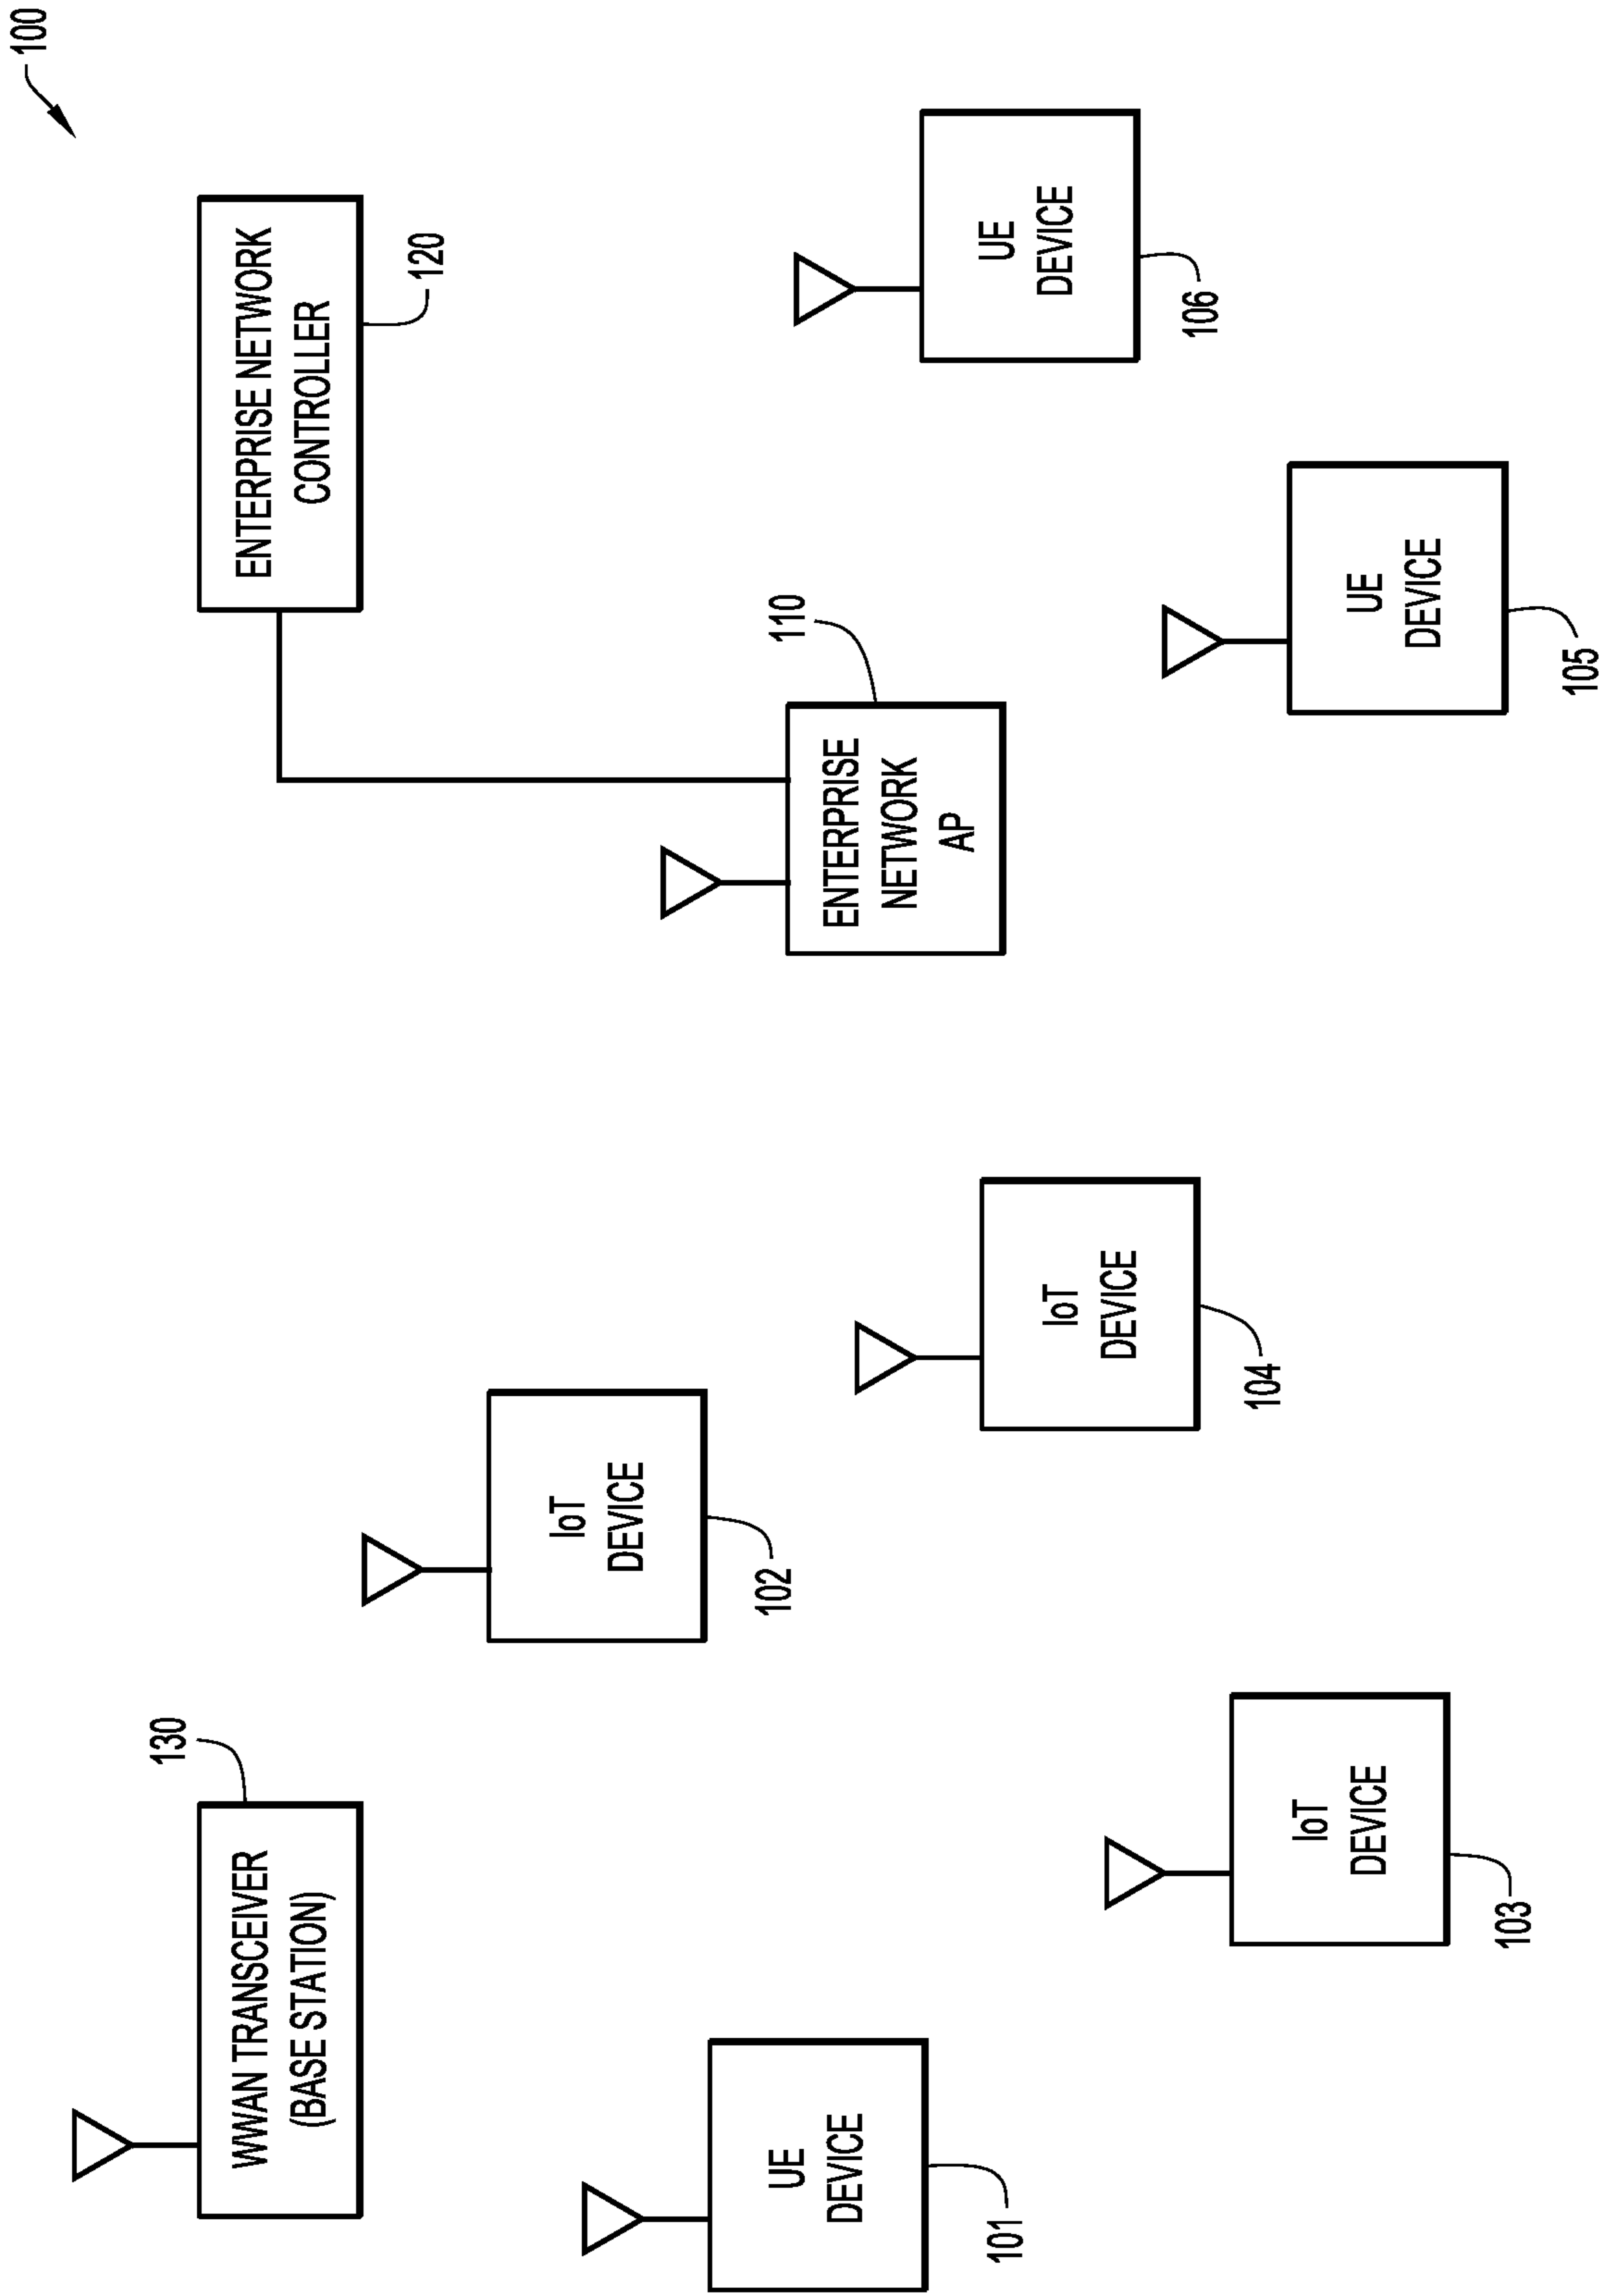 100
WWAN TRANSCEIVER
(BASE STATION)
130
ENTERPRISE NETWORK
CONTROLLER
120
IoT
DEVICE
102
ENTERPRISE
NETWORK
AP
110
UE
DEVICE
101
IoT
DEVICE
104
UE
DEVICE
106
IoT
DEVICE
103
UE
DEVICE
105